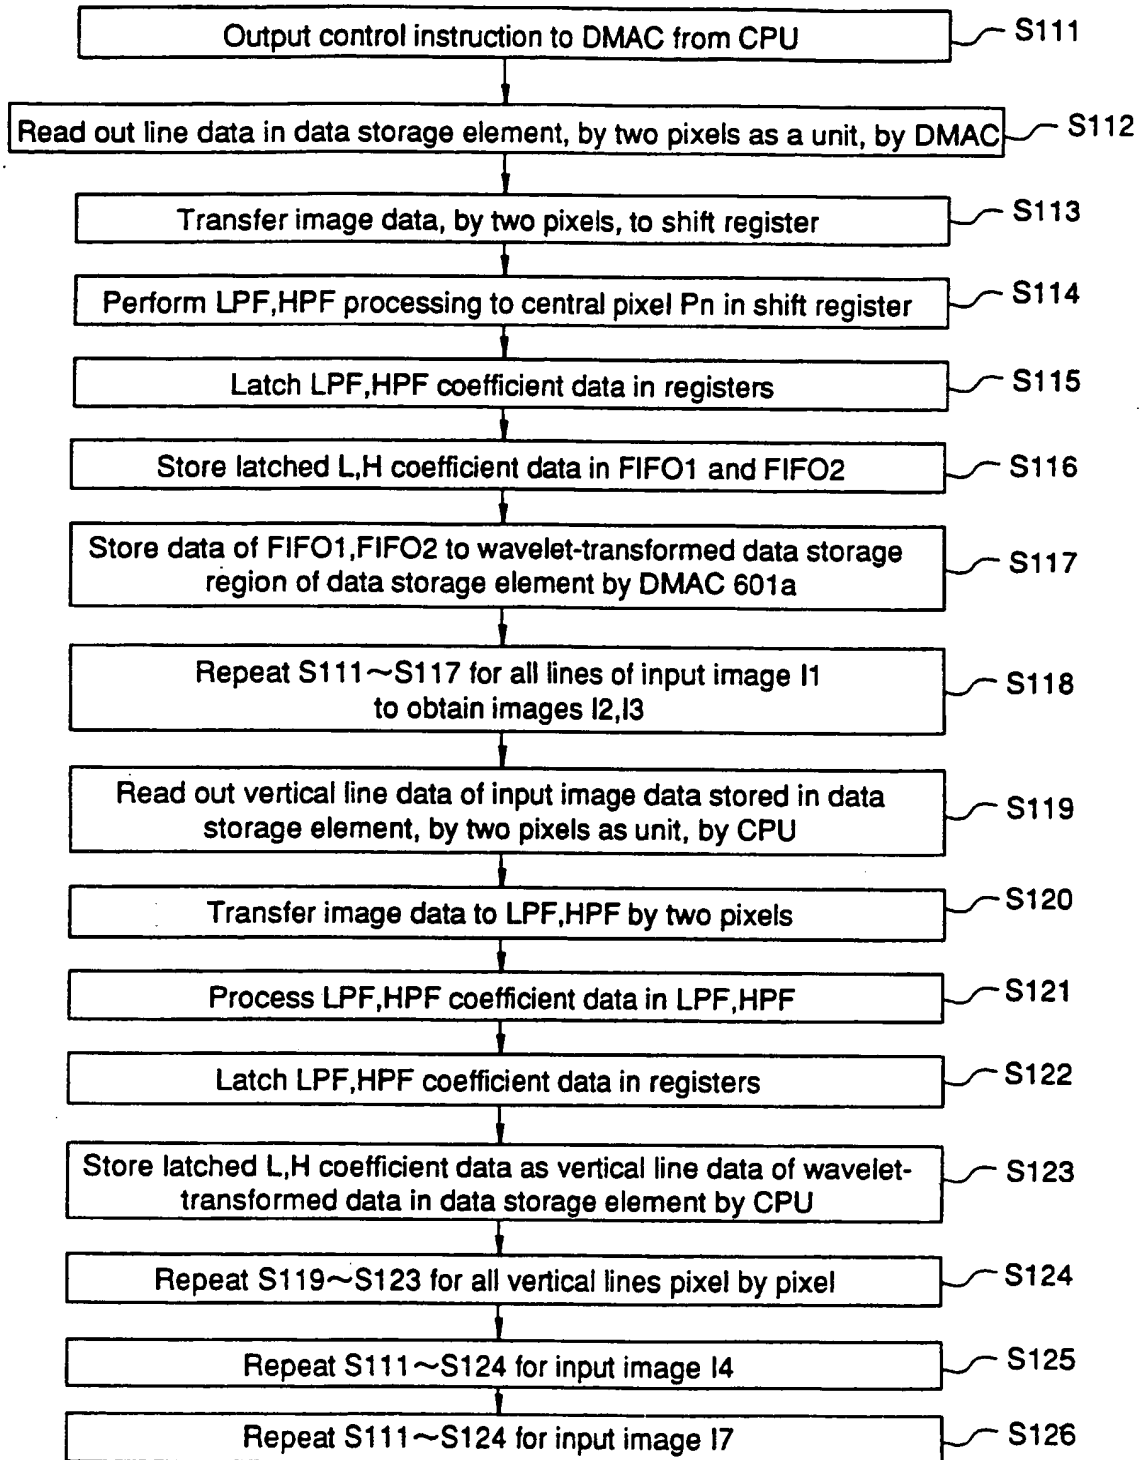 Output control instruction to DMAC from CPU
S111
Read out line data in data storage element, by two pixels as a unit, by DMAC
S112
Transfer image data, by two pixels, to shift register
S113
Perform LPF,HPF processing to central pixel Pn in shift register
S114
Latch LPF,HPF coefficient data in registers
S115
Store latched L,H coefficient data in FIFO1 and FIFO2
S116
Store data of FIFO1,FIFO2 to wavelet-transformed data storage
region of data storage element by DMAC 601a
S117
Repeat S111~S117 for all lines of input image I1
to obtain images I2,I3
S118
Read out vertical line data of input image data stored in data
storage element, by two pixels as unit, by CPU
S119
Transfer image data to LPF,HPF by two pixels
S120
Process LPF,HPF coefficient data in LPF,HPF
S121
Latch LPF,HPF coefficient data in registers
S122
Store latched L,H coefficient data as vertical line data of wavelet-
transformed data in data storage element by CPU
S123
Repeat S119~S123 for all vertical lines pixel by pixel
S124
Repeat S111~S124 for input image I4
S125
Repeat S111~S124 for input image I7
S126